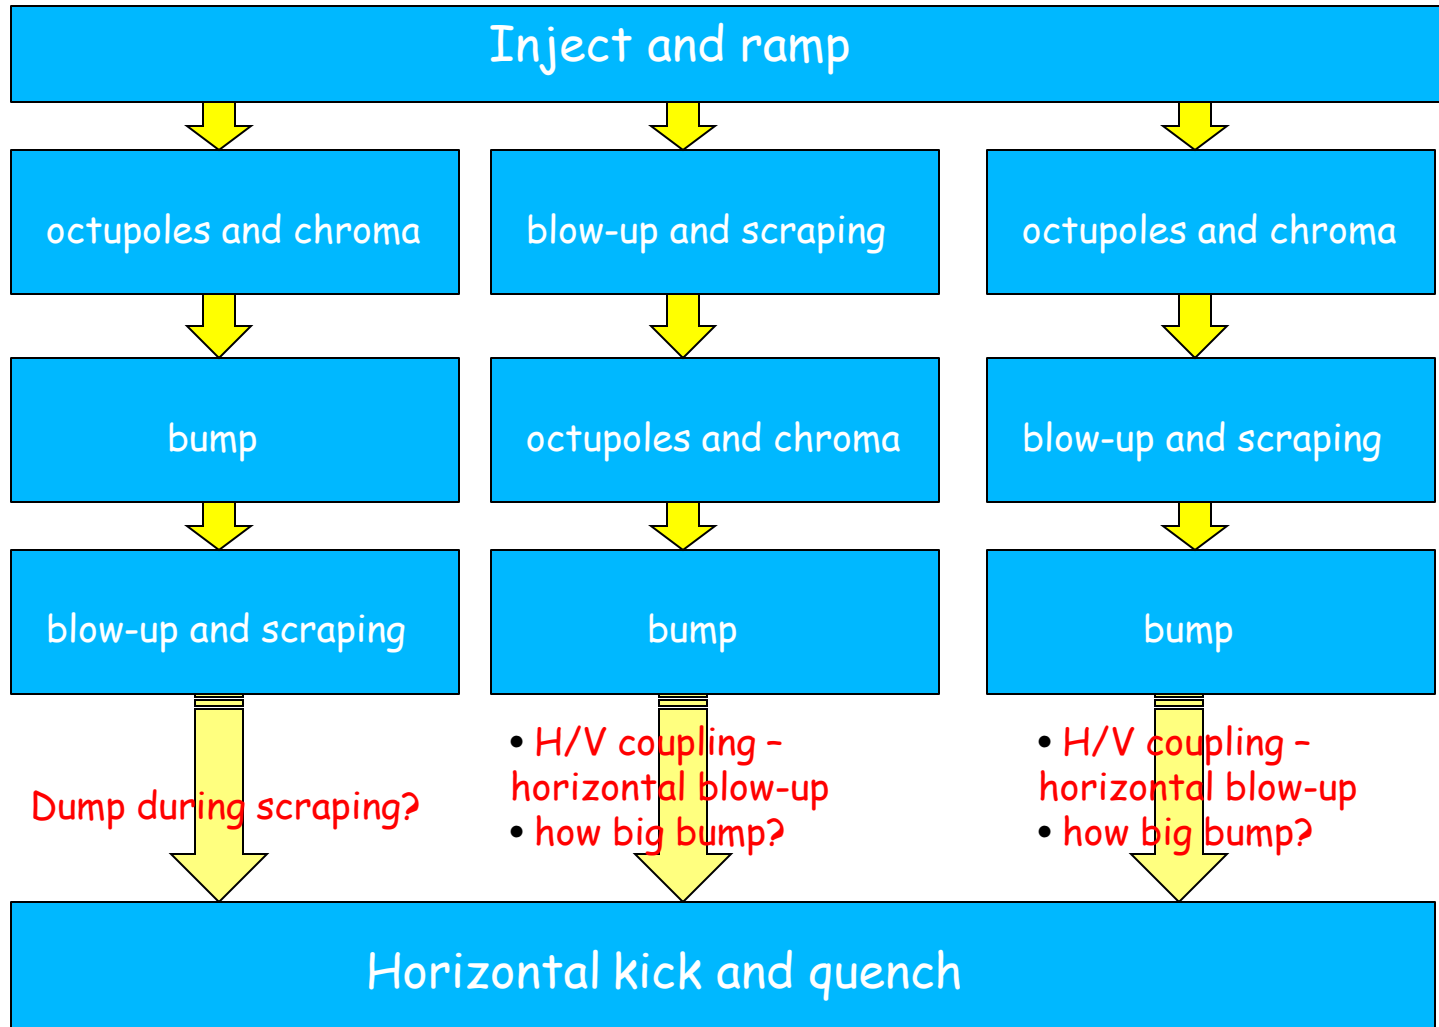 Inject and ramp
octupoles and chroma
blow-up and scraping
octupoles and chroma
bump
octupoles and chroma
blow-up and scraping
blow-up and scraping
bump
bump
Dump during scraping?
• H/V coupling –
horizontal blow-up
• how big bump?
• H/V coupling –
horizontal blow-up
• how big bump?
Horizontal kick and quench